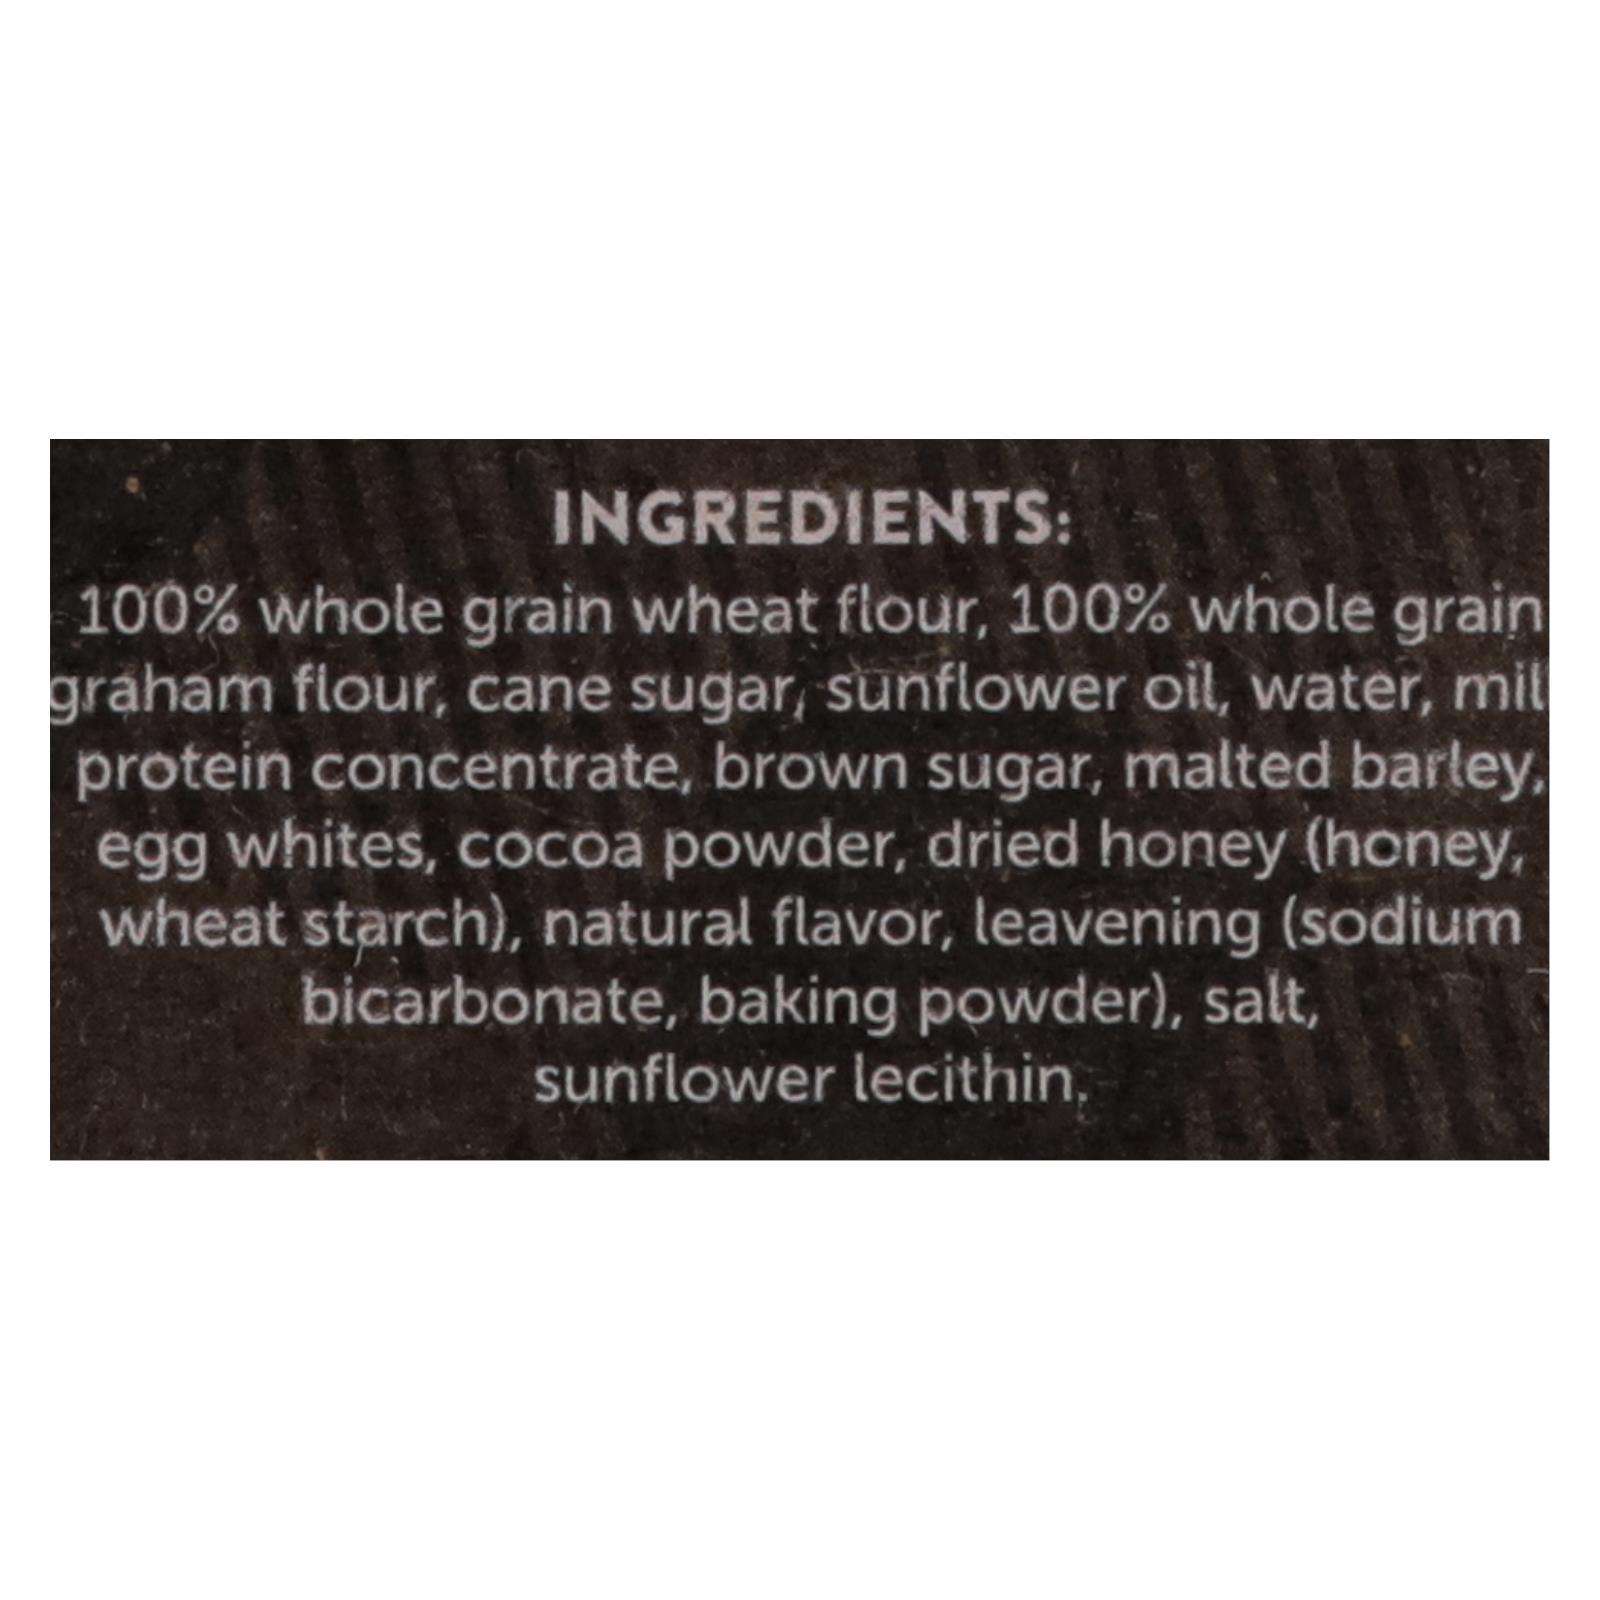 INGREDIENTS:
100% whole grain wheat flour, 100% whole grain
graham flour, cane sugar, sunflower oil, water, mil
protein concentrate, brown sugar, malted barley,
egg whites, cocoa powder, dried honey (honey,
wheat starch), natural flavor, leavening (sodium
bicarbonate, baking powder), salt,
sunflower lecithin.